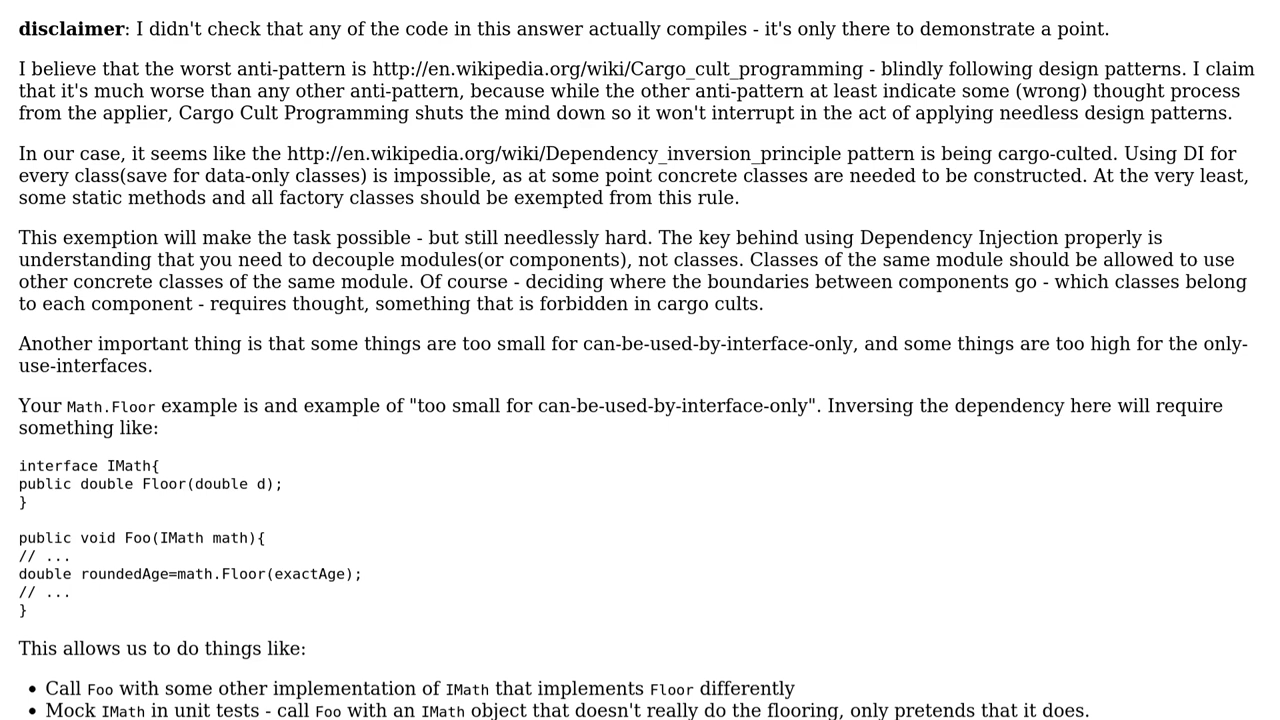 disclaimer: I didn't check that any of the code in this answer actually compiles - it's only there to demonstrate a point.
I believe that the worst anti-pattern is http://en.wikipedia.org/wiki/Cargo_cult_programming - blindly following design patterns. I claim
that it's much worse than any other anti-pattern, because while the other anti-pattern at least indicate some (wrong) thought process
from the applier, Cargo Cult Programming shuts the mind down so it won't interrupt in the act of applying needless design patterns.
In our case, it seems like the http://en.wikipedia.org/wiki/Dependency_inversion_principle pattern is being cargo-culted. Using DI for
every class(save for data-only classes) is impossible, as at some point concrete classes are needed to be constructed. At the very least,
some static methods and all factory classes should be exempted from this rule.
This exemption will make the task possible - but still needlessly hard. The key behind using Dependency Injection properly is
understanding that you need to decouple modules(or components), not classes. Classes of the same module should be allowed to use
other concrete classes of the same module. Of course - deciding where the boundaries between components go - which classes belong
to each component - requires thought, something that is forbidden in cargo cults.
Another important thing is that some things are too small for can-be-used-by-interface-only, and some things are too high for the only-
use-interfaces.
Your Math.Floor example is and example of "too small for can-be-used-by-interface-only". Inversing the dependency here will require
something like:
interface IMath{
public double Floor(double d);
}
public void Foo(IMath math){
// ...
double roundedAge=math.Floor(exactAge);
// ...
}
This allows us to do things like:
• Call Foo with some other implementation of IMath that implements Floor differently
• Mock IMath in unit tests - call Foo with an IMath object that doesn't really do the flooring, only pretends that it does.